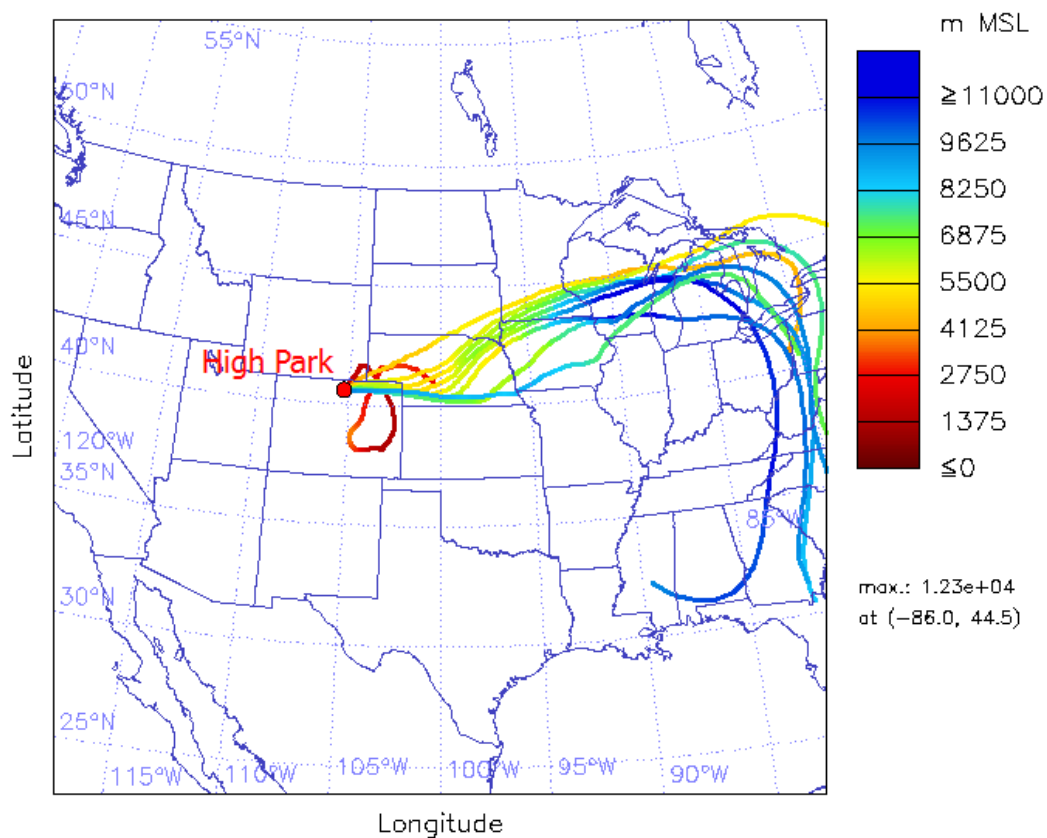 m MSL
≥11000
9625
8250
6875
5500
4125
2750
1375
≤0
max.: 1.23e+04
at (−86.0, 44.5)
55°N
50°N
45°N
40°N
High Park
120°W
35°N
85°W
30°N
25°N
115°W
110°W
105°W
100°W
95°W
90°W
Latitude
Longitude